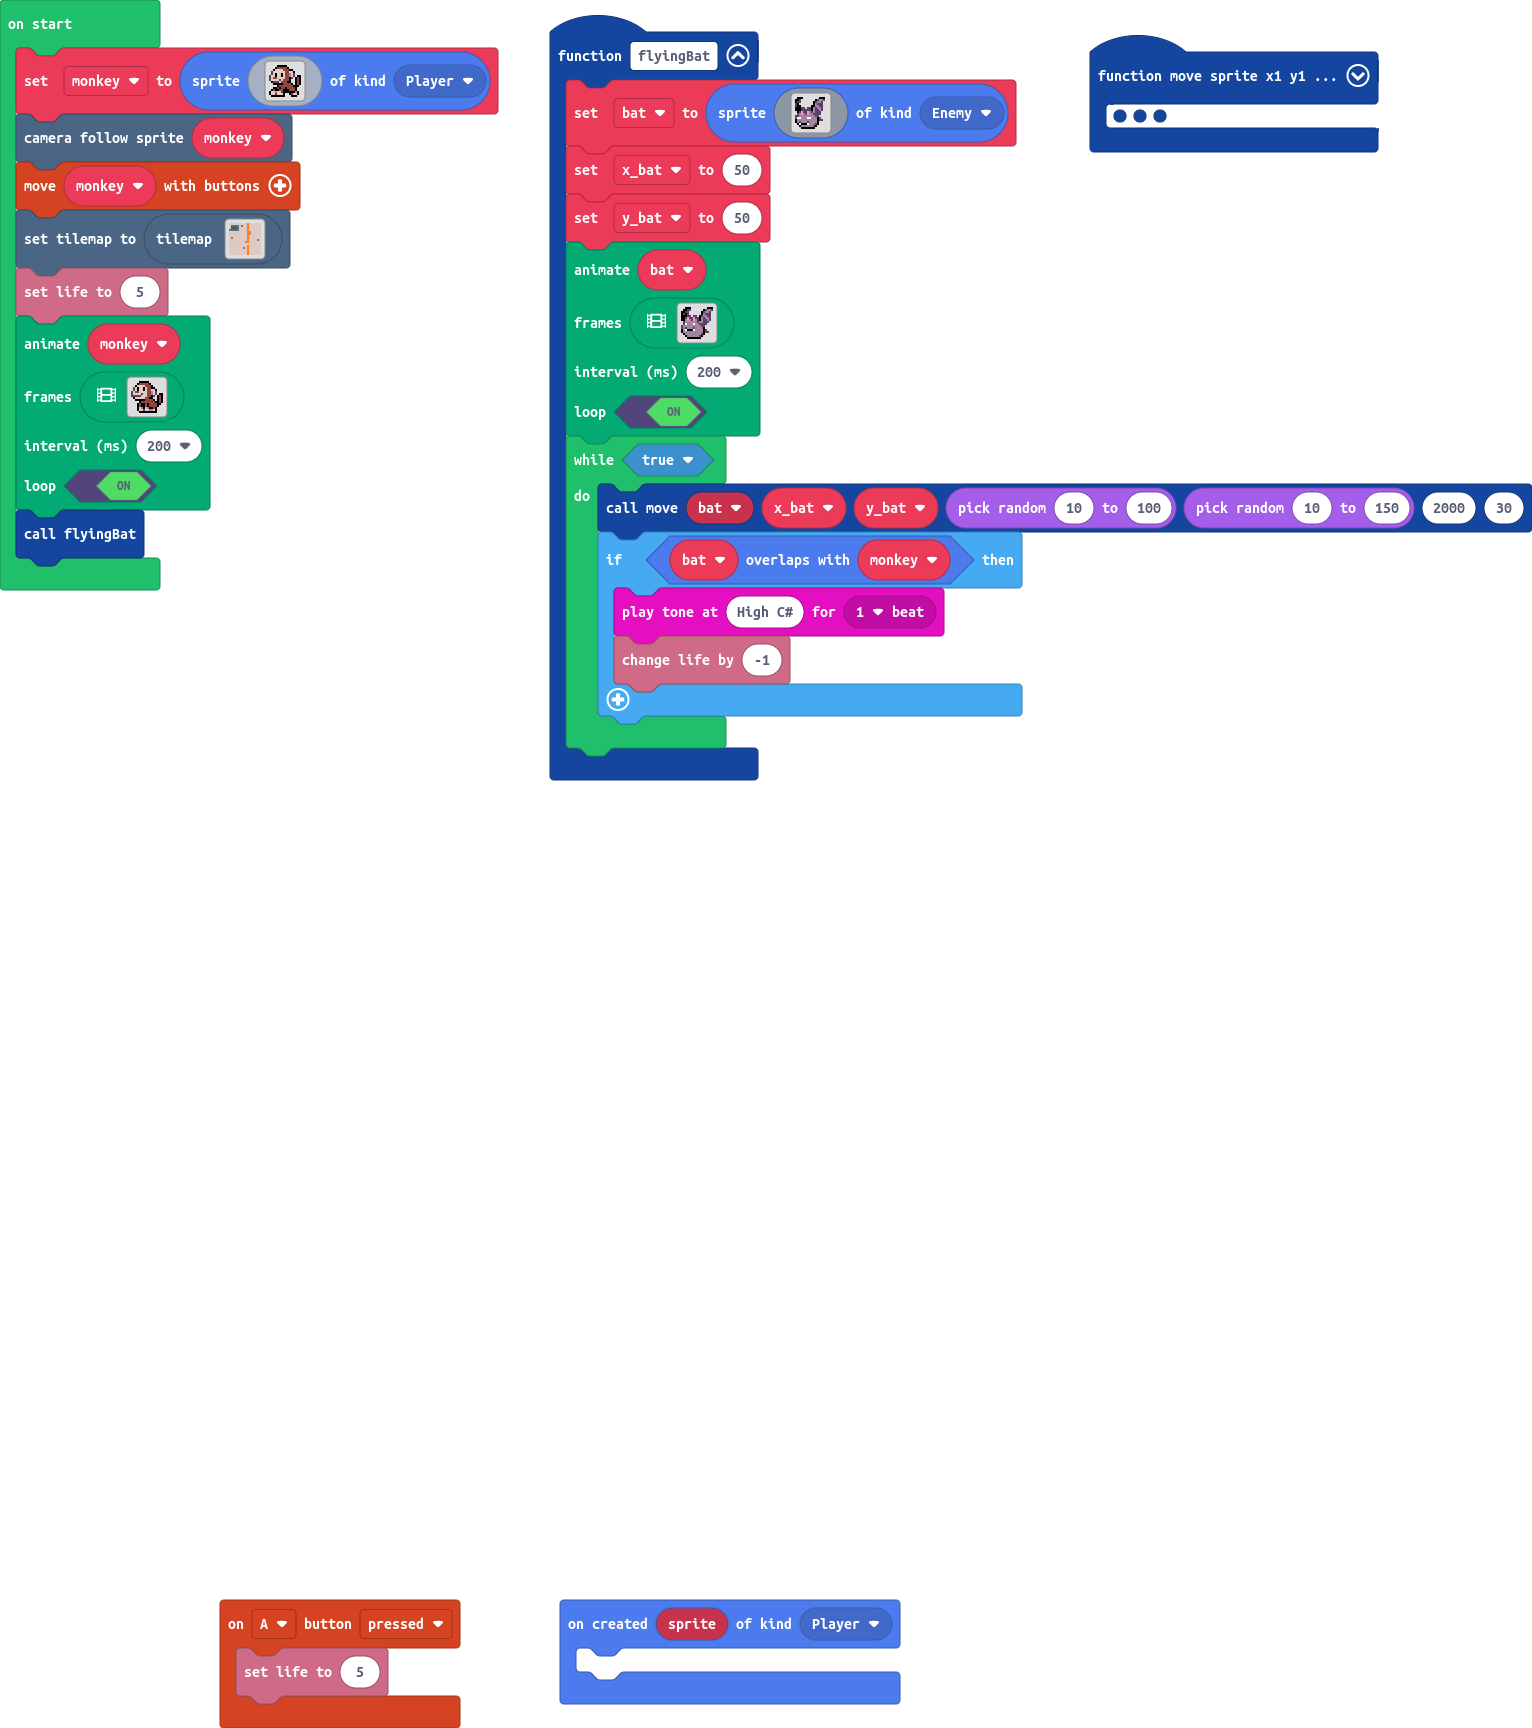 on start
set monkey to sprite of kind Player
camera follow sprite monkey
move monkey with buttons
set tilemap to tilemap
set life to 5
animate monkey
frames
interval (ms) 200
loop ON
call flyingBat
function flyingBat
set bat to sprite of kind Enemy
set x_bat to 50
set y_bat to 50
animate bat
frames
interval (ms) 200
loop ON
while true
do
call move bat x_bat y_bat pick random 10 to 100 pick random 10 to 150 2000 30
if bat overlaps with monkey then
play tone at High C# for 1 beat
change life by -1
function move sprite x1 y1 ...
on A button pressed
set life to 5
on created sprite of kind Player